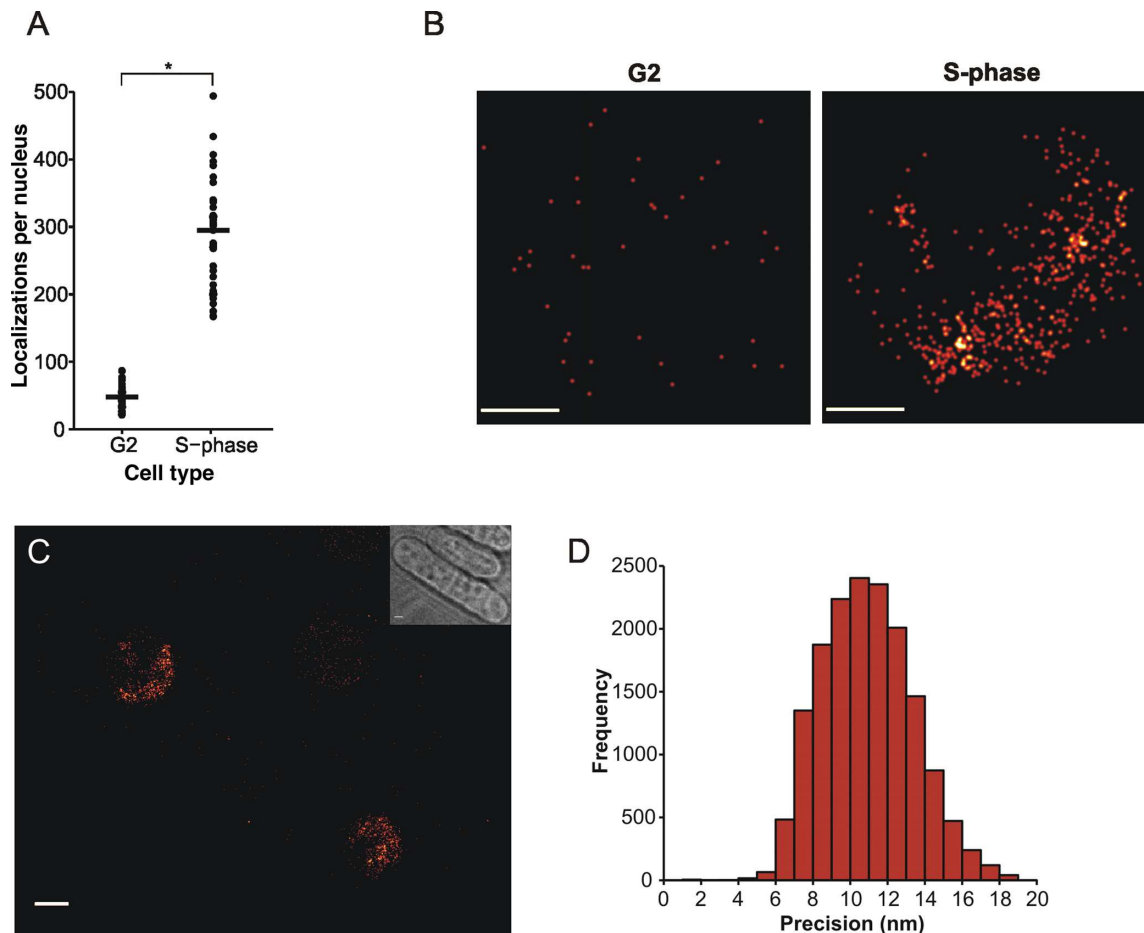 A
*
Localizations per nucleus
500
400
300
200
100
0
G2 S−phase
Cell type
B
G2 S-phase
C
D
Frequency
2500
2000
1500
1000
500
0
0 2 4 6 8 10 12 14 16 18 20
Precision (nm)